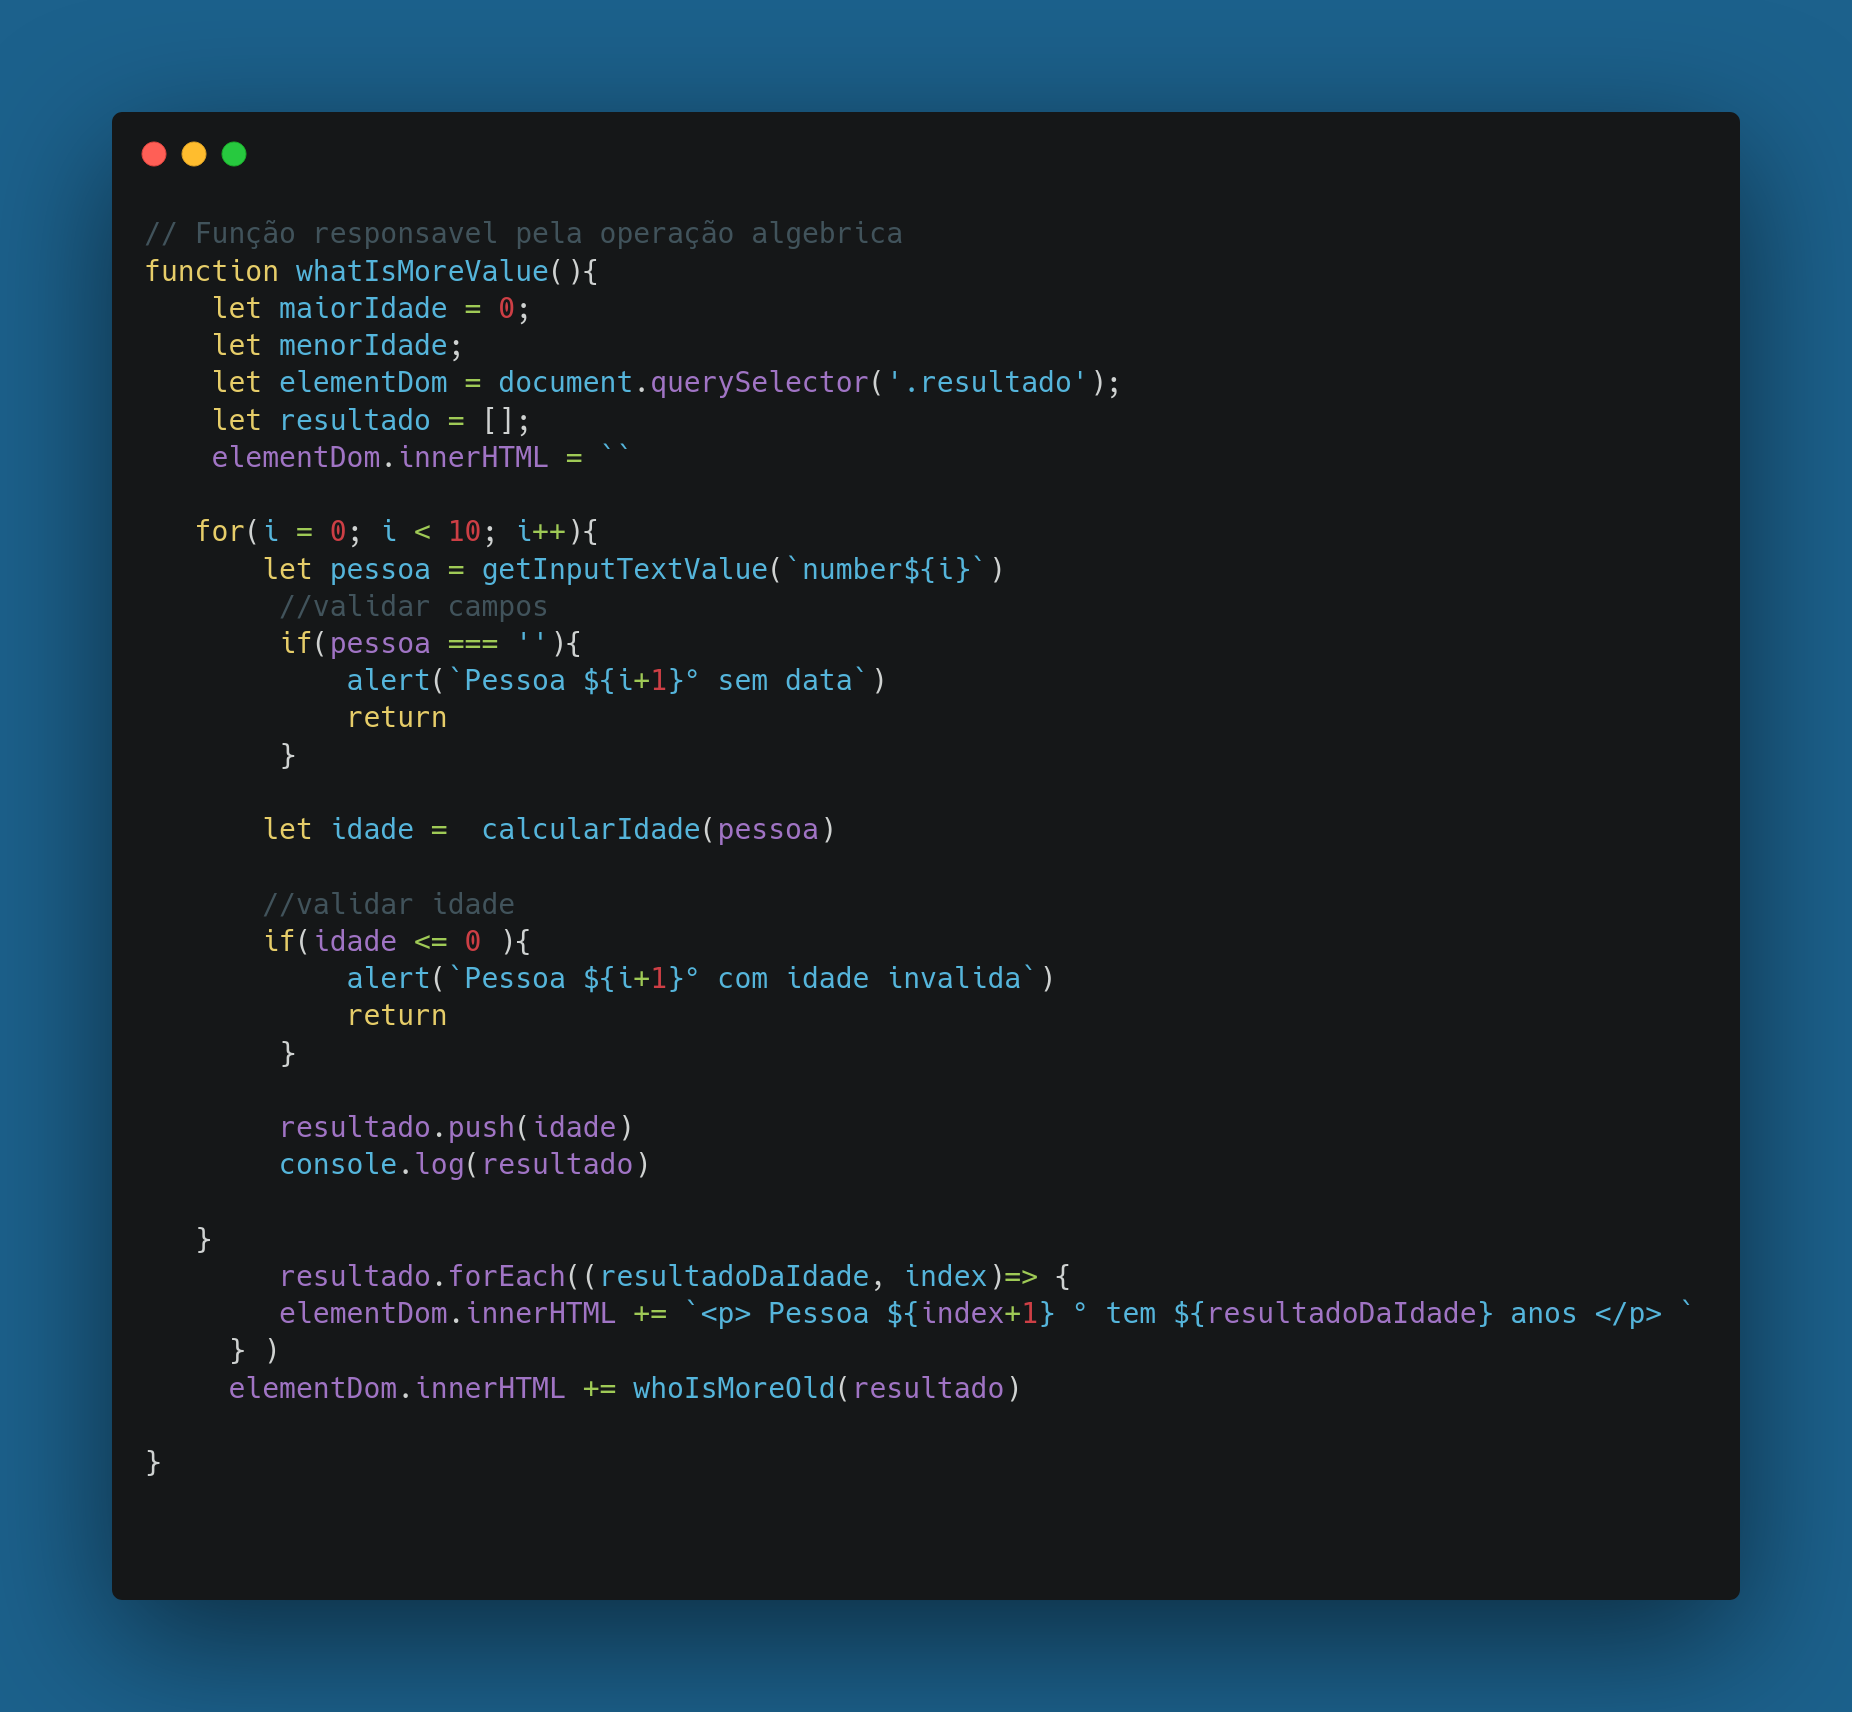 // Função responsavel pela operação algebrica
function whatIsMoreValue(){
    let maiorIdade = 0;
    let menorIdade;
    let elementDom = document.querySelector('.resultado');
    let resultado = [];
    elementDom.innerHTML = ``

   for(i = 0; i < 10; i++){
       let pessoa = getInputTextValue(`number${i}`)
        //validar campos
        if(pessoa === ''){
            alert(`Pessoa ${i+1}° sem data`)
            return
        }

       let idade =  calcularIdade(pessoa)

       //validar idade
       if(idade <= 0 ){
            alert(`Pessoa ${i+1}° com idade invalida`)
            return
        }

        resultado.push(idade)
        console.log(resultado)

   }
        resultado.forEach((resultadoDaIdade, index)=> {
        elementDom.innerHTML += `<p> Pessoa ${index+1} ° tem ${resultadoDaIdade} anos </p> `
     } )
     elementDom.innerHTML += whoIsMoreOld(resultado)

}